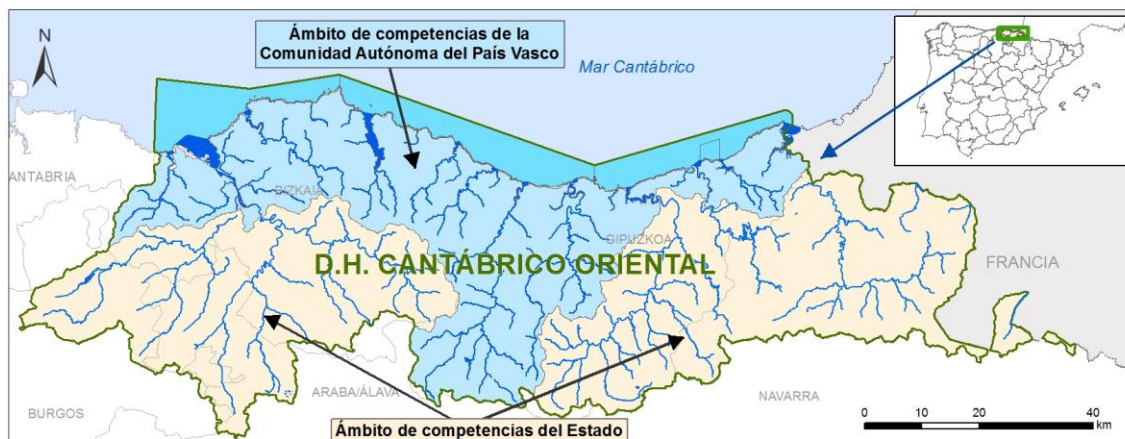 N
Ámbito de competencias de la
Comunidad Autónoma del País Vasco
Mar Cantábrico
ANTABRIA
BIZKAIA
GIPUZKOA
D.H. CANTÁBRICO ORIENTAL
FRANCIA
ARABA/ÁLAVA
NAVARRA
BURGOS
Ámbito de competencias del Estado
0 10 20 40
km